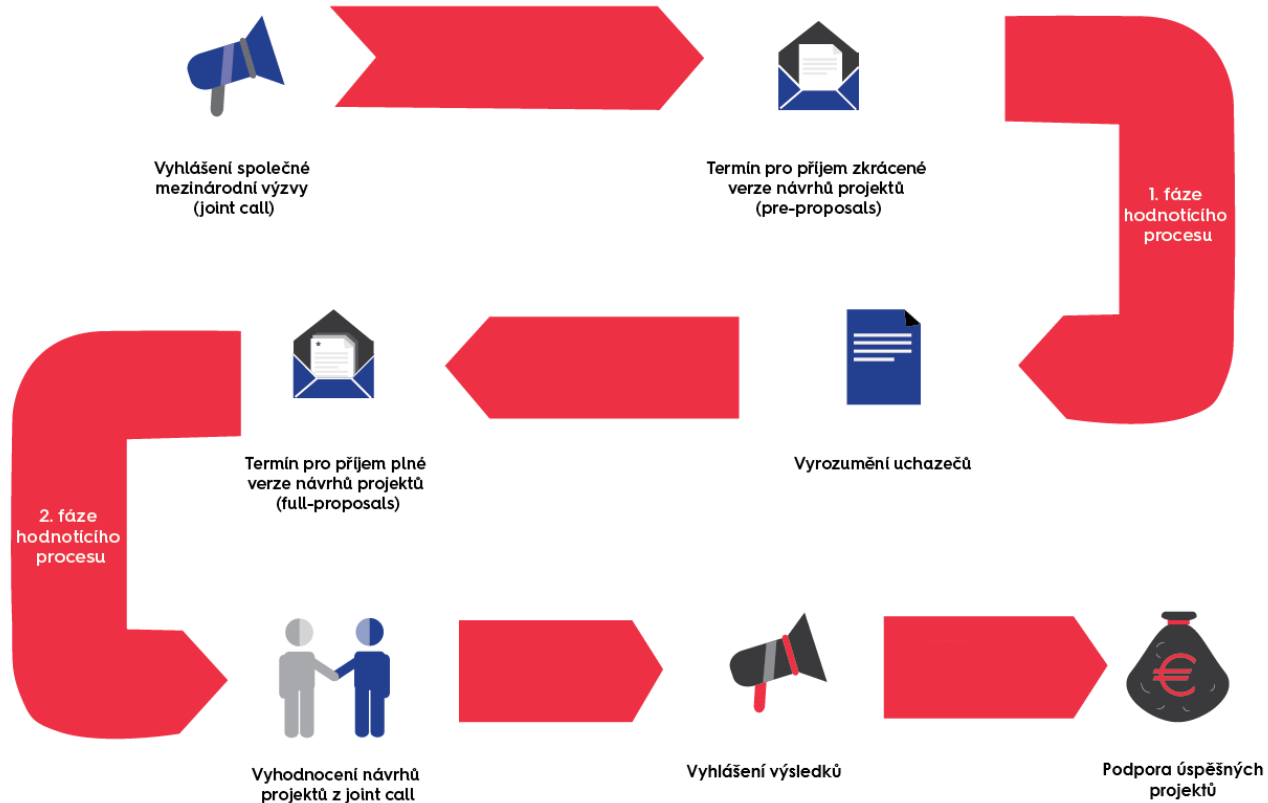 Vyhlášení společné
mezinárodní výzvy
(joint call)
Termín pro příjem zkrácené
verze návrhů projektů
(pre-proposals)
1. fáze
hodnotícího
procesu
Vyrozumění uchazečů
Termín pro příjem plné
verze návrhů projektů
(full-proposals)
2. fáze
hodnotícího
procesu
Vyhodnocení návrhů
projektů z joint call
Vyhlášení výsledků
€
Podpora úspěšných
projektů